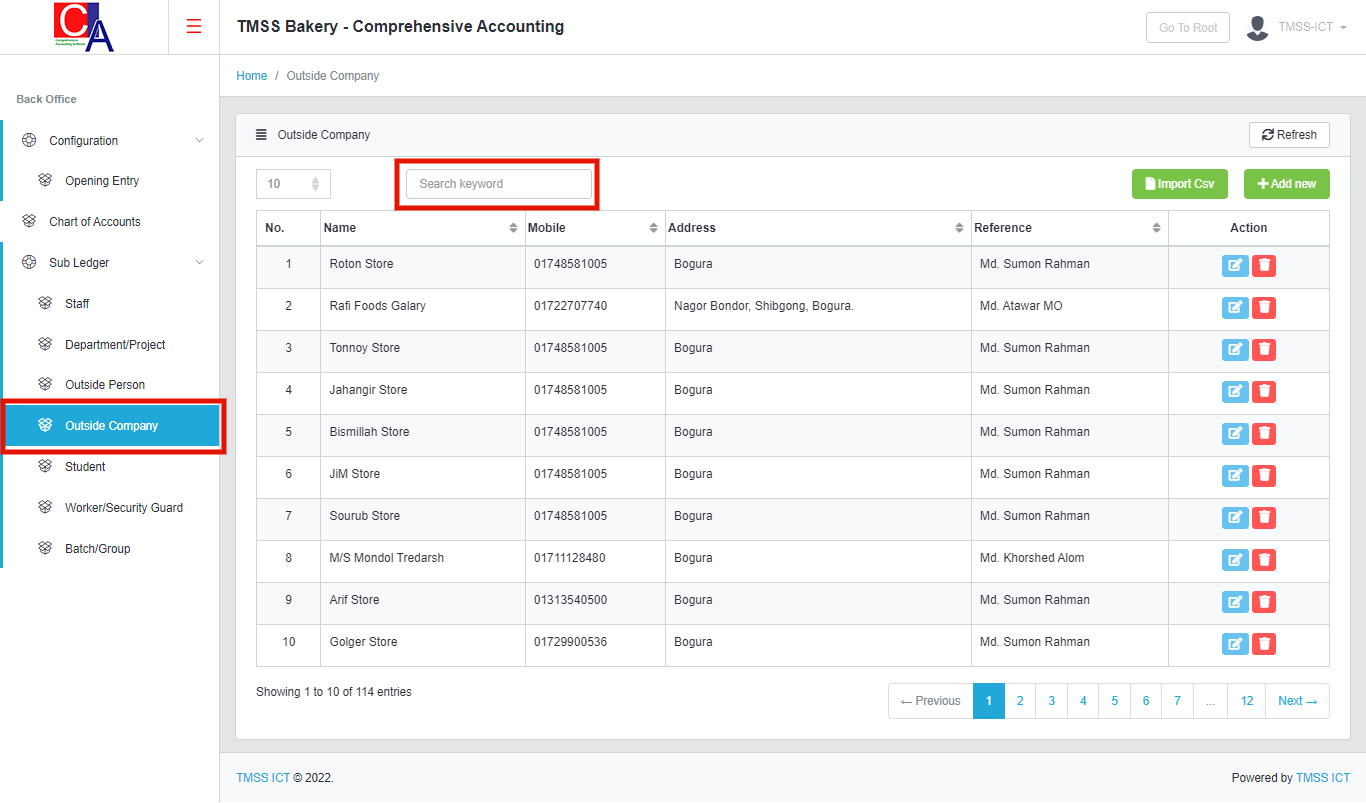 CA
Comprehensive
Accounting Software
TMSS Bakery - Comprehensive Accounting
Go To Root
TMSS-ICT
Home / Outside Company
Back Office
Configuration
Opening Entry
Chart of Accounts
Sub Ledger
Staff
Department/Project
Outside Person
Outside Company
Student
Worker/Security Guard
Batch/Group
Outside Company
Refresh
10
Search keyword
Import Csv
Add new
No. Name Mobile Address Reference Action
1 Roton Store 01748581005 Bogura Md. Sumon Rahman
2 Rafi Foods Galary 01722707740 Nagor Bondor, Shibgong, Bogura. Md. Atawar MO
3 Tonnoy Store 01748581005 Bogura Md. Sumon Rahman
4 Jahangir Store 01748581005 Bogura Md. Sumon Rahman
5 Bismillah Store 01748581005 Bogura Md. Sumon Rahman
6 JiM Store 01748581005 Bogura Md. Sumon Rahman
7 Sourub Store 01748581005 Bogura Md. Sumon Rahman
8 M/S Mondol Tredarsh 01711128480 Bogura Md. Khorshed Alom
9 Arif Store 01313540500 Bogura Md. Sumon Rahman
10 Golger Store 01729900536 Bogura Md. Sumon Rahman
Showing 1 to 10 of 114 entries
← Previous 1 2 3 4 5 6 7 ... 12 Next →
TMSS ICT © 2022.
Powered by TMSS ICT